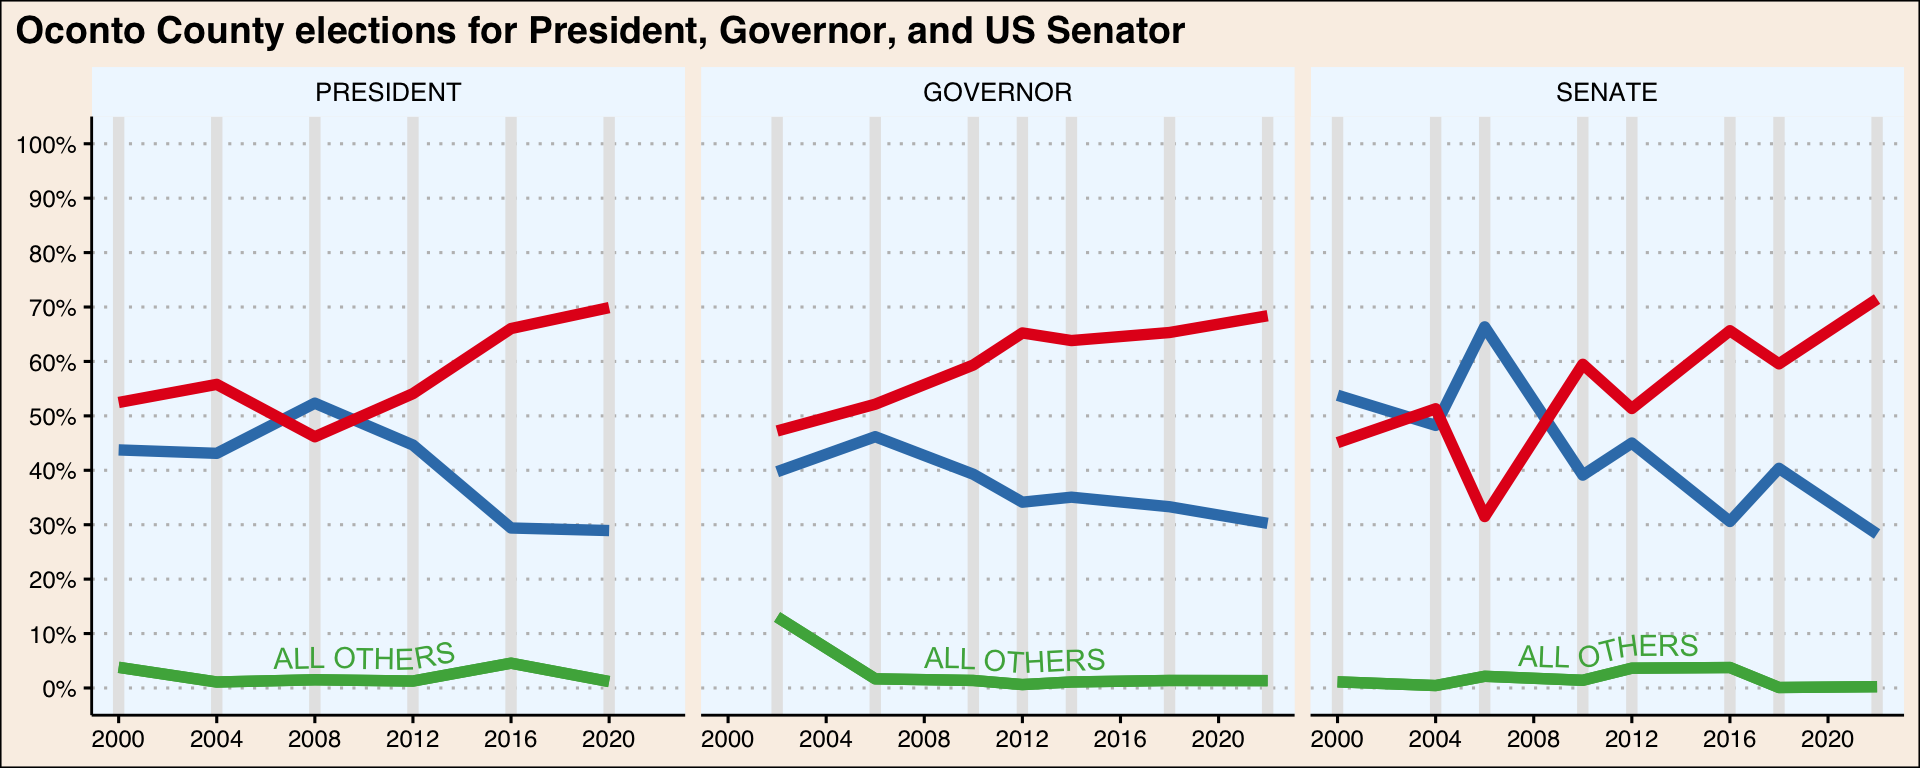 Oconto County elections for President, Governor, and US Senator
PRESIDENT
GOVERNOR
SENATE
100%
90%
80%
70%
60%
50%
40%
30%
20%
10%
0%
ALL OTHERS
ALL OTHERS
ALL OTHERS
2000 2004 2008 2012 2016 2020
2000 2004 2008 2012 2016 2020
2000 2004 2008 2012 2016 2020